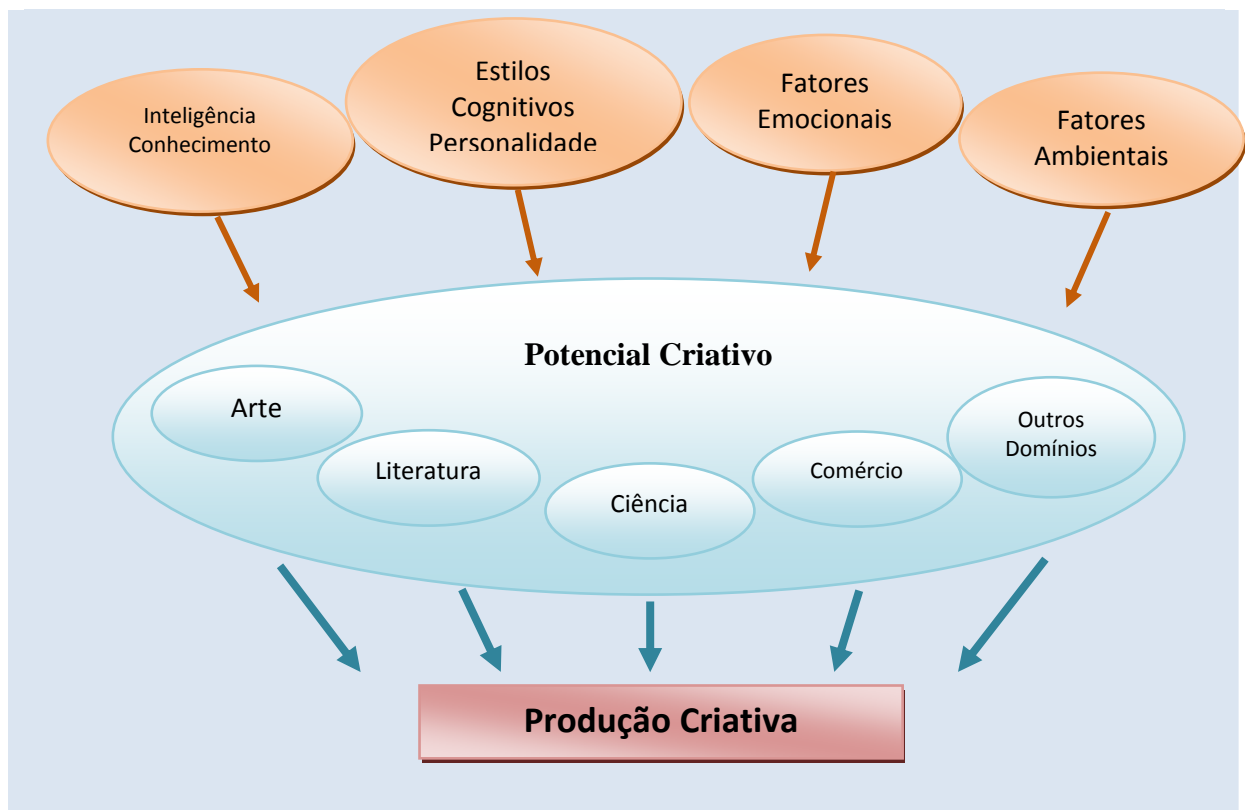 Inteligência
Conhecimento
Estilos
Cognitivos
Personalidade
Fatores
Emocionais
Fatores
Ambientais
Potencial Criativo
Arte
Literatura
Ciência
Comércio
Outros
Domínios
Produção Criativa